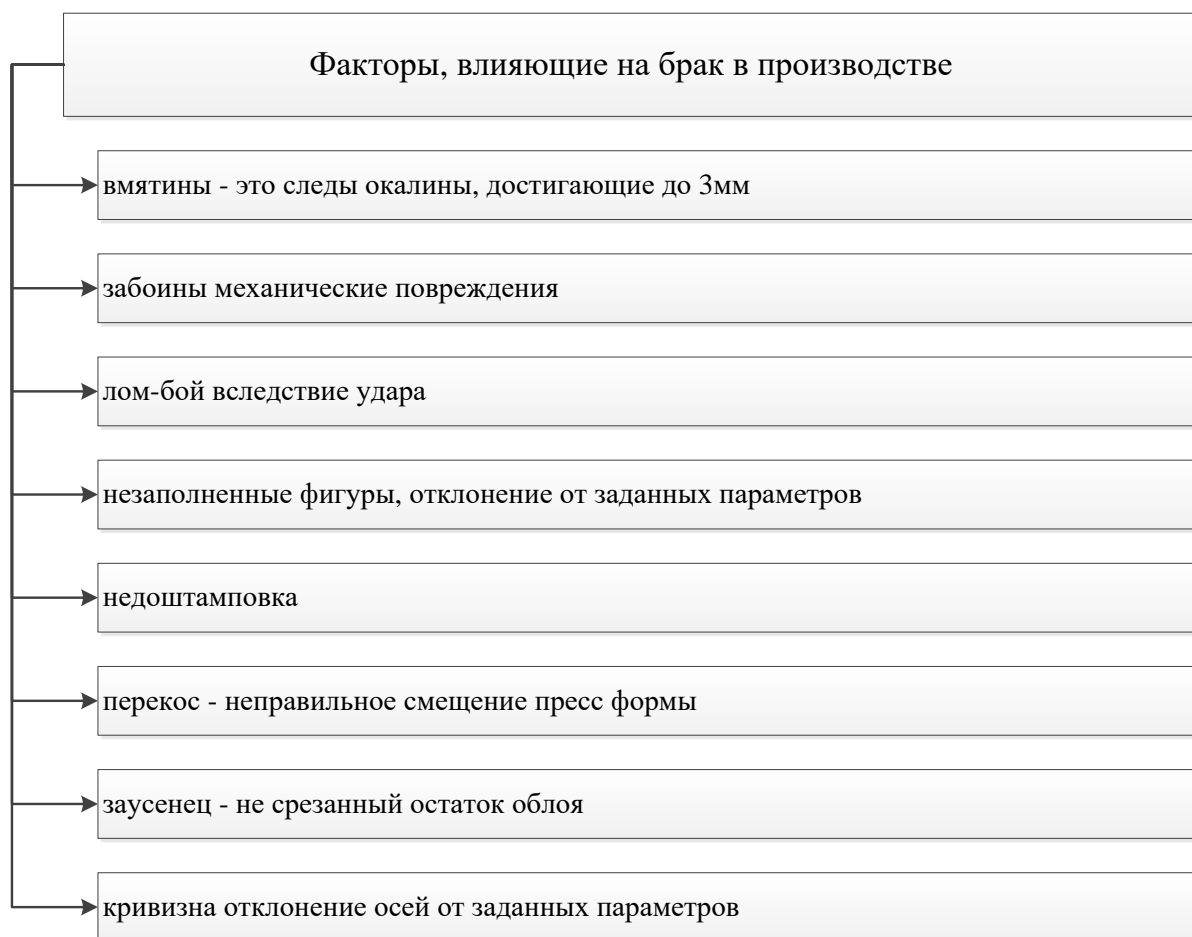 Факторы, влияющие на брак в производстве
вмятины - это следы окалины, достигающие до 3мм
забоины механические повреждения
лом-бой вследствие удара
незаполненные фигуры, отклонение от заданных параметров
недоштамповка
перекос - неправильное смещение пресс формы
заусенец - не срезанный остаток облоя
кривизна отклонение осей от заданных параметров